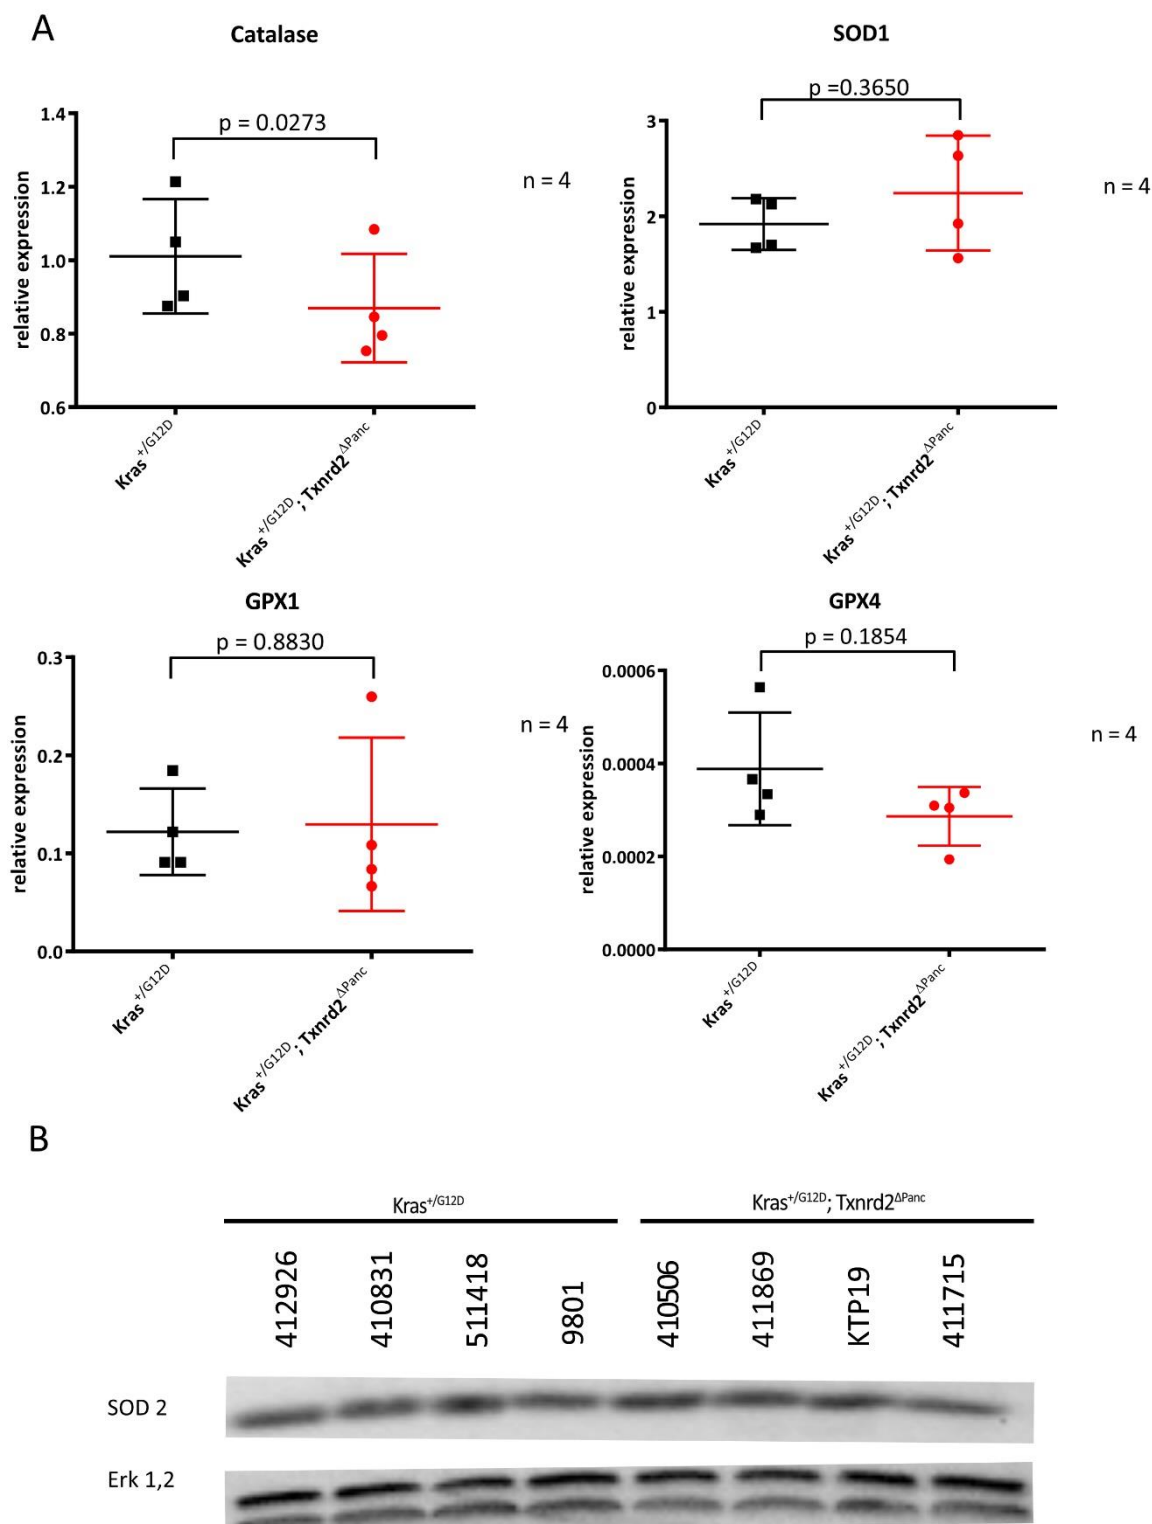 A
Catalase
SOD1
p = 0.0273
p =0.3650
n = 4
n = 4
relative expression
1.4
1.2
1.0
0.8
0.6
relative expression
3
2
1
0
Kras+/G12D
Kras+/G12D; Txnrd2ΔPanc
Kras+/G12D
Kras+/G12D; Txnrd2ΔPanc
GPX1
GPX4
p = 0.8830
p = 0.1854
n = 4
n = 4
relative expression
0.3
0.2
0.1
0.0
relative expression
0.0006
0.0004
0.0002
0.0000
Kras+/G12D
Kras+/G12D; Txnrd2ΔPanc
Kras+/G12D
Kras+/G12D; Txnrd2ΔPanc
B
Kras+/G12D
Kras+/G12D; Txnrd2ΔPanc
412926
410831
511418
9801
410506
411869
KTP19
411715
SOD 2
Erk 1,2